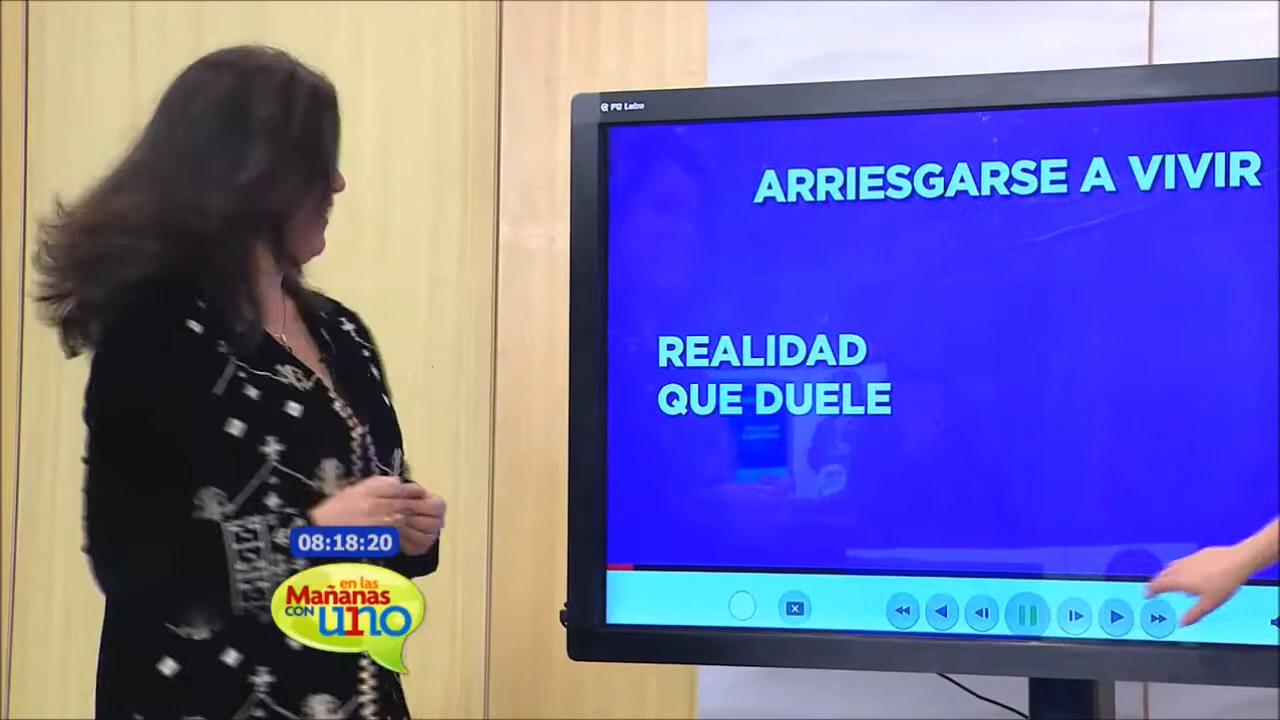 ARRIESGARSE A VIVIR
REALIDAD
QUE DUELE
08:18:20
en las
Mañanas
CON uno